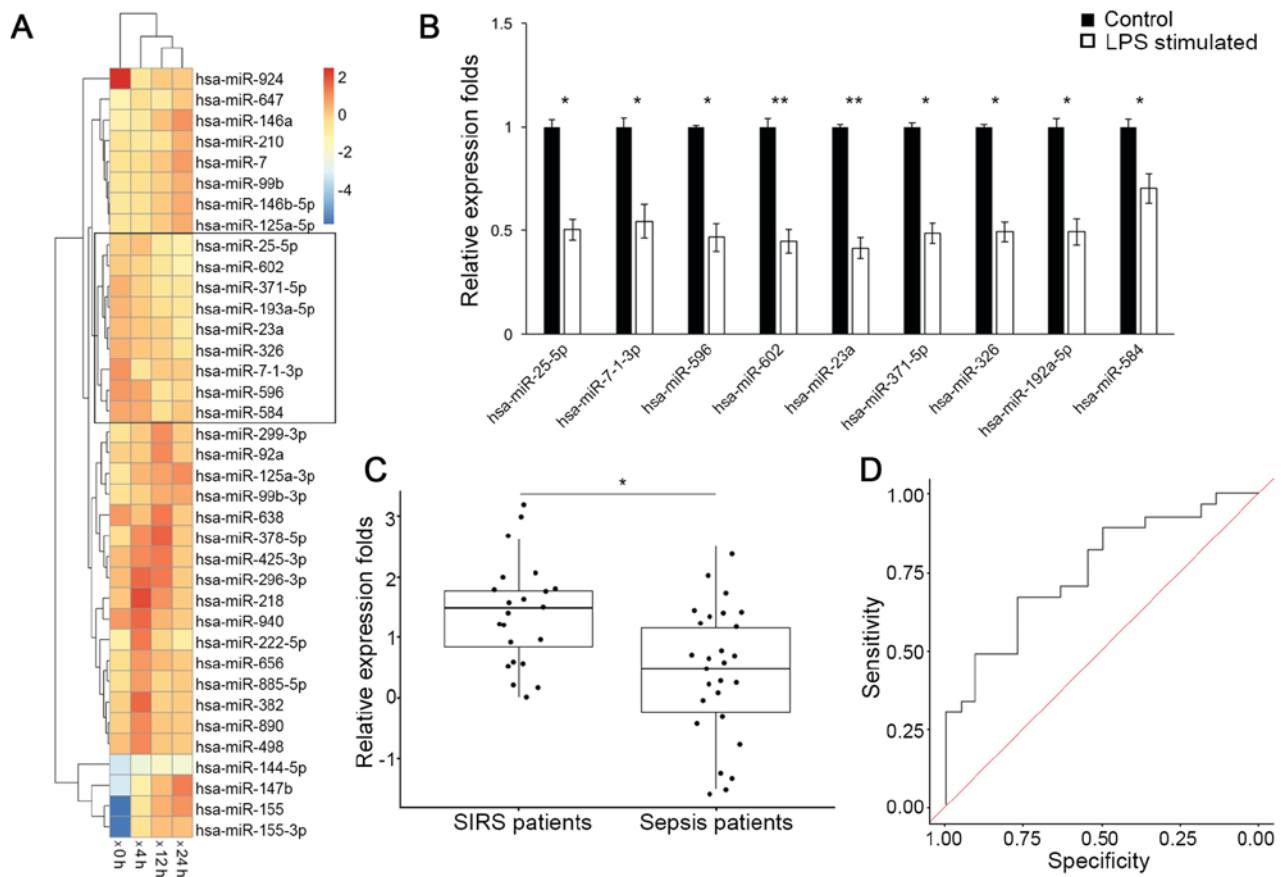 A
hsa-miR-924
hsa-miR-647
hsa-miR-146a
hsa-miR-210
hsa-miR-7
hsa-miR-99b
hsa-miR-146b-5p
hsa-miR-125a-5p
hsa-miR-25-5p
hsa-miR-602
hsa-miR-371-5p
hsa-miR-193a-5p
hsa-miR-23a
hsa-miR-326
hsa-miR-7-1-3p
hsa-miR-596
hsa-miR-584
hsa-miR-299-3p
hsa-miR-92a
hsa-miR-125a-3p
hsa-miR-99b-3p
hsa-miR-638
hsa-miR-378-5p
hsa-miR-425-3p
hsa-miR-296-3p
hsa-miR-218
hsa-miR-940
hsa-miR-222-5p
hsa-miR-656
hsa-miR-885-5p
hsa-miR-382
hsa-miR-890
hsa-miR-498
hsa-miR-144-5p
hsa-miR-147b
hsa-miR-155
hsa-miR-155-3p
x 0 h
x 4 h
x 12 h
x 24 h
2
0
-2
-4
B
Control
LPS stimulated
Relative expression folds
1.5
1
0.5
0
* * * ** ** * * * *
hsa-miR-25-5p
hsa-miR-7-1-3p
hsa-miR-596
hsa-miR-602
hsa-miR-23a
hsa-miR-371-5p
hsa-miR-326
hsa-miR-192a-5p
hsa-miR-584
C
*
Relative expression folds
3
2
1
0
-1
SIRS patients
Sepsis patients
D
Sensitivity
1.00
0.75
0.50
0.25
0.00
1.00 0.75 0.50 0.25 0.00
Specificity